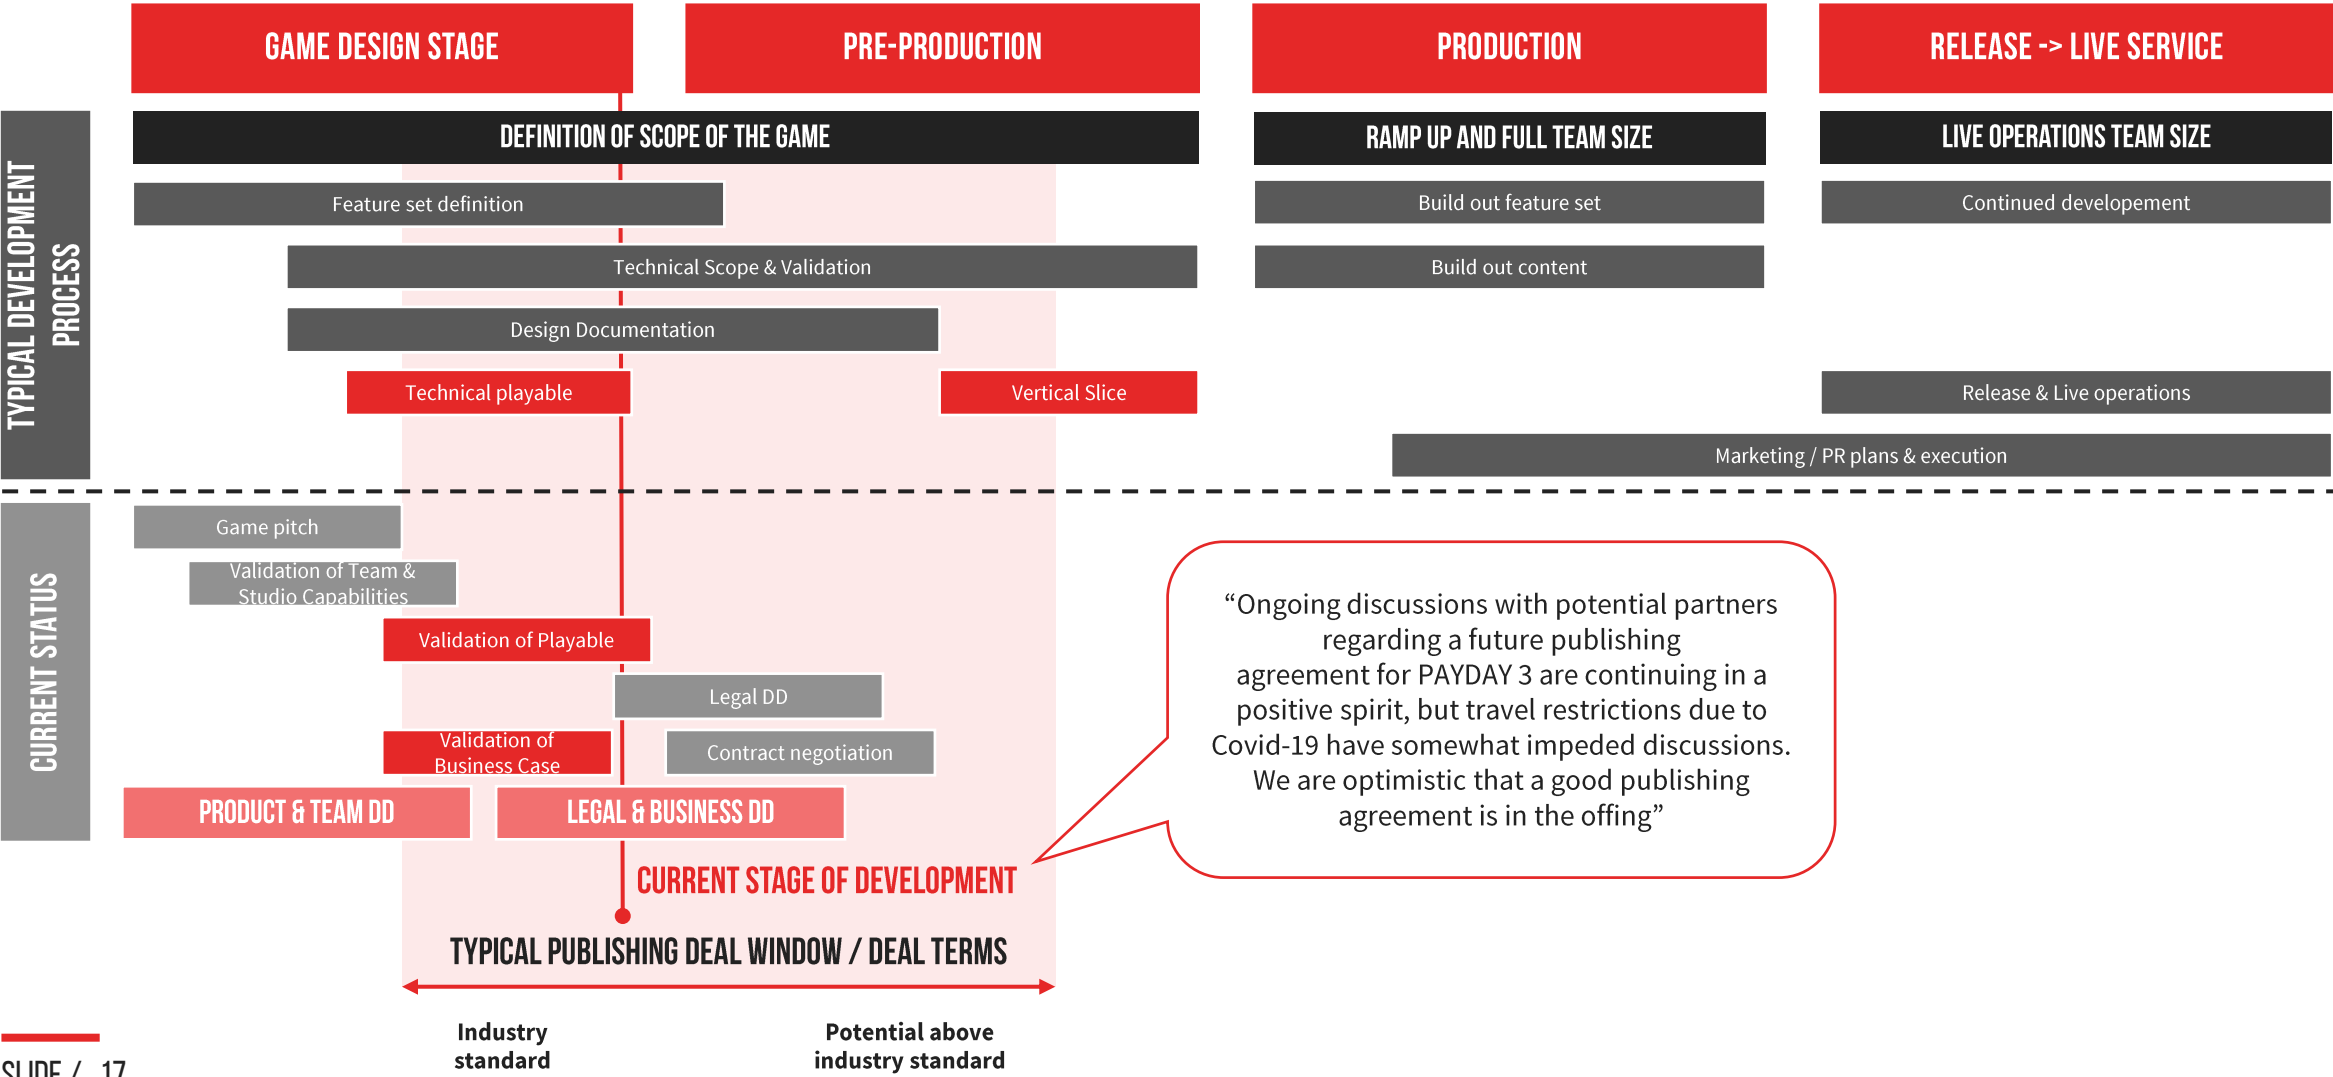 GAME DESIGN STAGE
PRE-PRODUCTION
PRODUCTION
RELEASE -> LIVE SERVICE
TYPICAL DEVELOPMENT
PROCESS
DEFINITION OF SCOPE OF THE GAME
RAMP UP AND FULL TEAM SIZE
LIVE OPERATIONS TEAM SIZE
Feature set definition
Build out feature set
Continued developement
Technical Scope & Validation
Build out content
Design Documentation
Technical playable
Vertical Slice
Release & Live operations
Marketing / PR plans & execution
CURRENT STATUS
Game pitch
Validation of Team &
Studio Capabilities
Validation of Playable
Legal DD
Validation of
Business Case
Contract negotiation
PRODUCT & TEAM DD
LEGAL & BUSINESS DD
“Ongoing discussions with potential partners
regarding a future publishing
agreement for PAYDAY 3 are continuing in a
positive spirit, but travel restrictions due to
Covid-19 have somewhat impeded discussions.
We are optimistic that a good publishing
agreement is in the offing”
CURRENT STAGE OF DEVELOPMENT
TYPICAL PUBLISHING DEAL WINDOW / DEAL TERMS
Industry
standard
Potential above
industry standard
SLIDE / 17